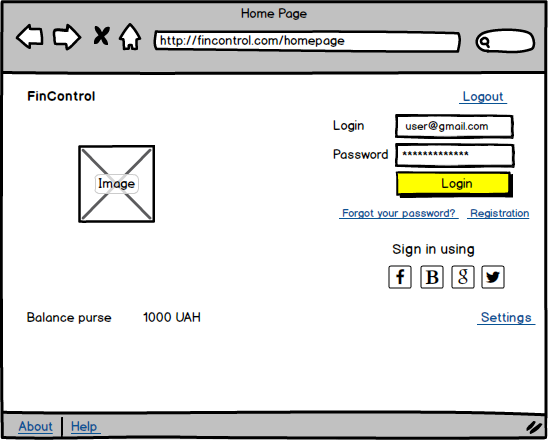 Home Page
http://fincontrol.com/homepage
FinControl
Logout
Login user@gmail.com
Image
Password *************
Login
Forgot your password? Registration
Sign in using
f B g
Balance purse 1000 UAH
Settings
About Help